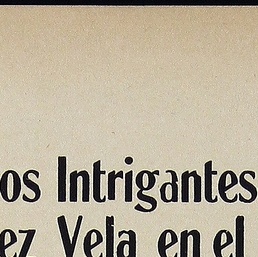 os Intrigantes
ez Vela en el